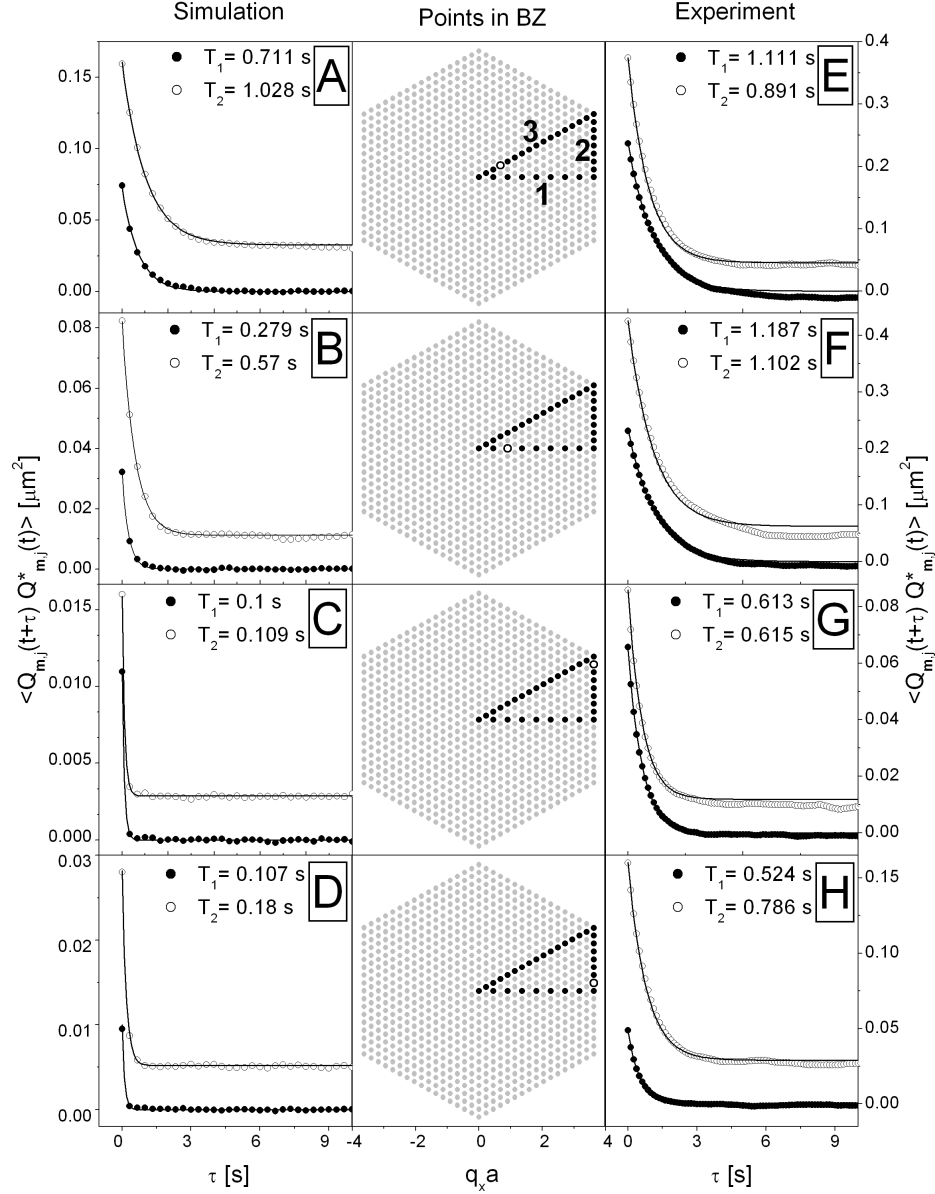 Simulation Points in BZ Experiment
T1= 0.711 s
T2= 1.028 s
A
0.15
0.10
0.05
0.00
3
2
1
T1= 1.111 s
T2= 0.891 s
E
0.4
0.3
0.2
0.1
0.0
T1= 0.279 s
T2= 0.57 s
B
0.08
0.06
0.04
0.02
0.00
T1= 1.187 s
T2= 1.102 s
F
0.4
0.3
0.2
0.1
0.0
<Qm,j(t+τ) Q*m,j(t)> [μm2]
<Qm,j(t+τ) Q*m,j(t)> [μm2]
T1= 0.1 s
T2= 0.109 s
C
0.015
0.010
0.005
0.000
T1= 0.613 s
T2= 0.615 s
G
0.08
0.06
0.04
0.02
0.00
T1= 0.107 s
T2= 0.18 s
D
0.03
0.02
0.01
0.00
T1= 0.524 s
T2= 0.786 s
H
0.15
0.10
0.05
0.00
0 3 6 9 -4 -2 0 2 4 0 3 6 9
τ [s] qxa τ [s]